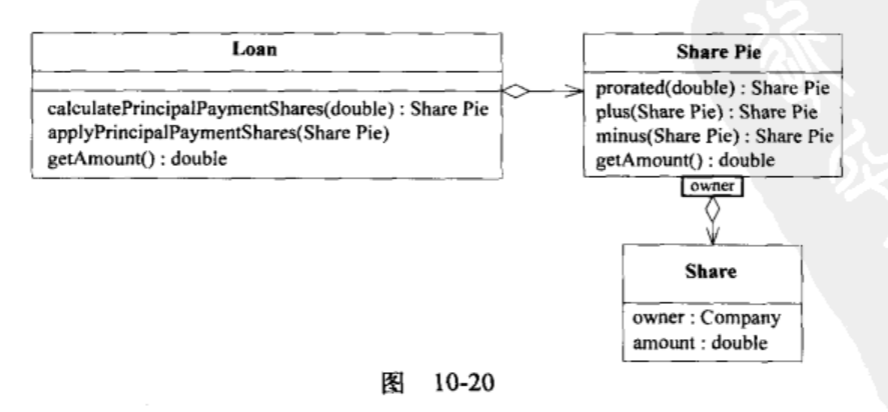 Loan
calculatePrincipalPaymentShares(double) : Share Pie
applyPrincipalPaymentShares(Share Pie)
getAmount() : double
Share Pie
prorated(double) : Share Pie
plus(Share Pie) : Share Pie
minus(Share Pie) : Share Pie
getAmount() : double
owner
Share
owner : Company
amount : double
图 10-20